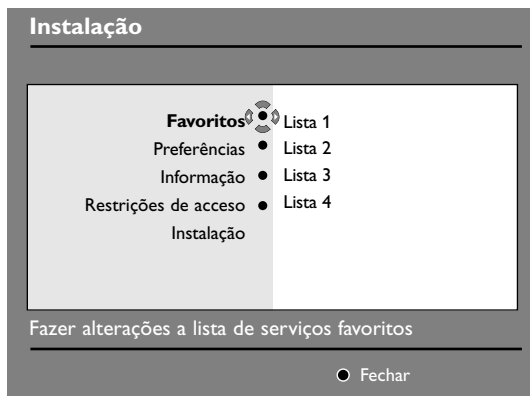 Instalação
Favoritos Lista 1
Preferências Lista 2
Informação Lista 3
Restrições de acceso Lista 4
Instalação
Fazer alterações a lista de serviços favoritos
Fechar